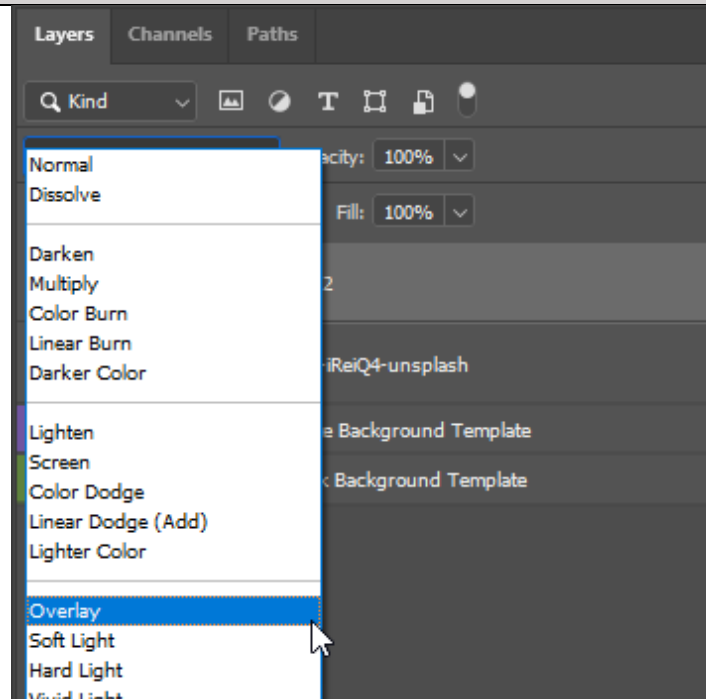 Layers Channels Paths
Kind
Normal
acity: 100%
Dissolve
Fill: 100%
Darken
Multiply
2
Color Burn
Linear Burn
-iReiQ4-unsplash
Darker Color
Lighten
e Background Template
Screen
k Background Template
Color Dodge
Linear Dodge (Add)
Lighter Color
Overlay
Soft Light
Hard Light
Vivid Light